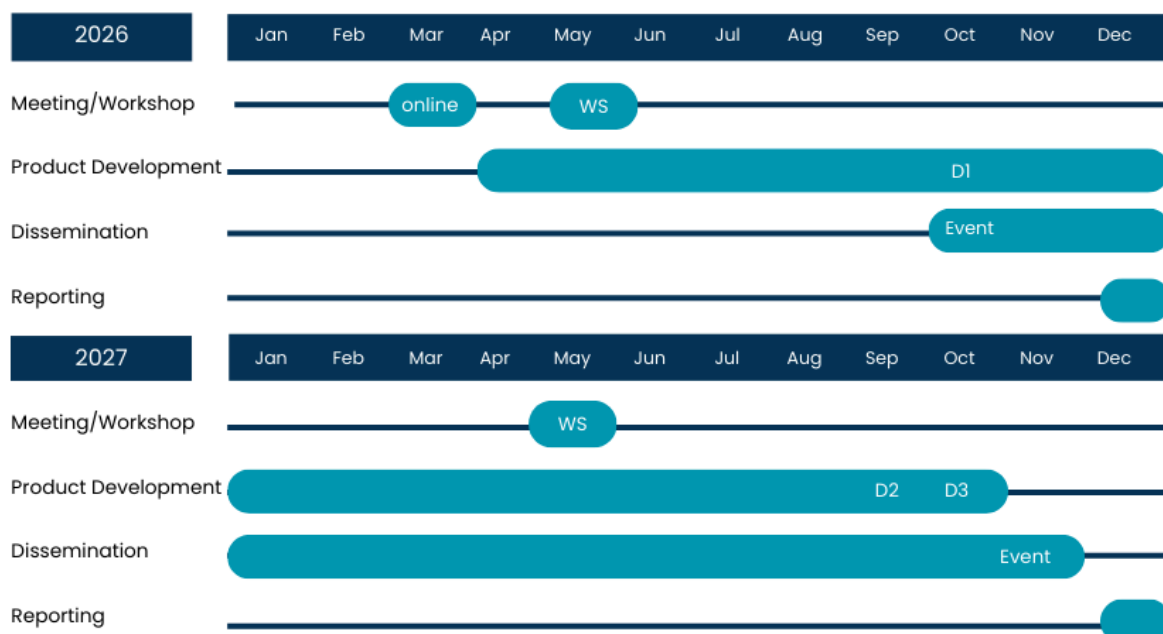 2026 Jan Feb Mar Apr May Jun Jul Aug Sep Oct Nov Dec
Meeting/Workshop online WS
Product Development D1
Dissemination Event
Reporting
2027 Jan Feb Mar Apr May Jun Jul Aug Sep Oct Nov Dec
Meeting/Workshop WS
Product Development D2 D3
Dissemination Event
Reporting